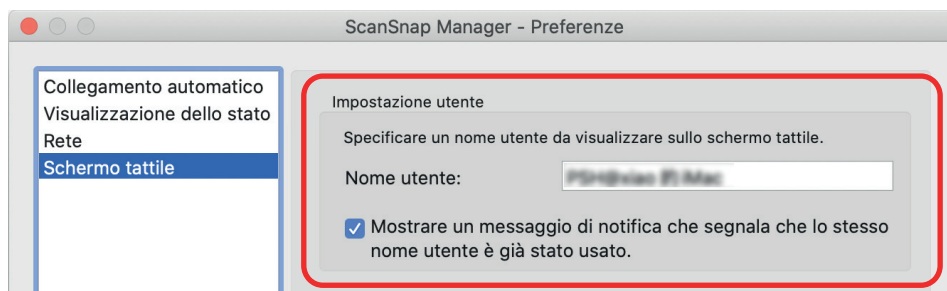 ScanSnap Manager - Preferenze
Collegamento automatico
Visualizzazione dello stato
Rete
Schermo tattile
Impostazione utente
Specificare un nome utente da visualizzare sullo schermo tattile.
Nome utente:
Mostrare un messaggio di notifica che segnala che lo stesso
nome utente è già stato usato.